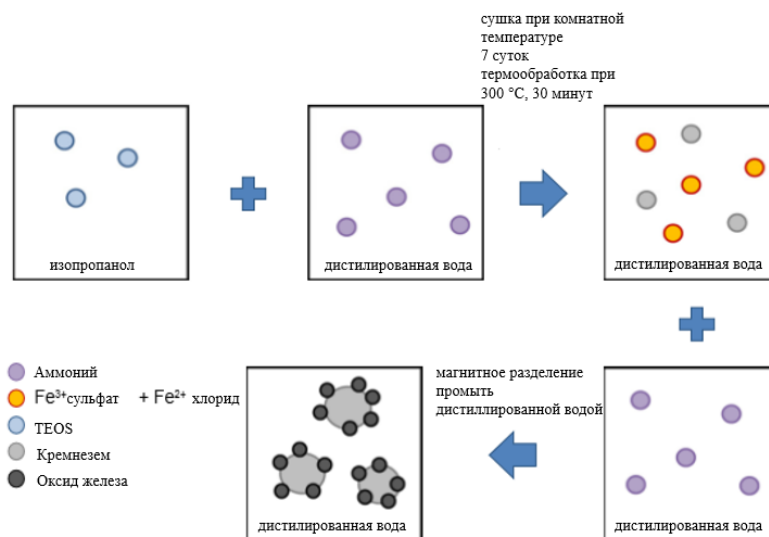 сушка при комнатной
температуре
7 суток
термообработка при
300 °C, 30 минут
изопропанол
дистилированная вода
дистилированная вода
Аммоний
Fe³⁺сульфат + Fe²⁺ хлорид
TEOS
Кремнезем
Оксид железа
магнитное разделение
промыть
дистиллированной водой
дистилированная вода
дистилированная вода